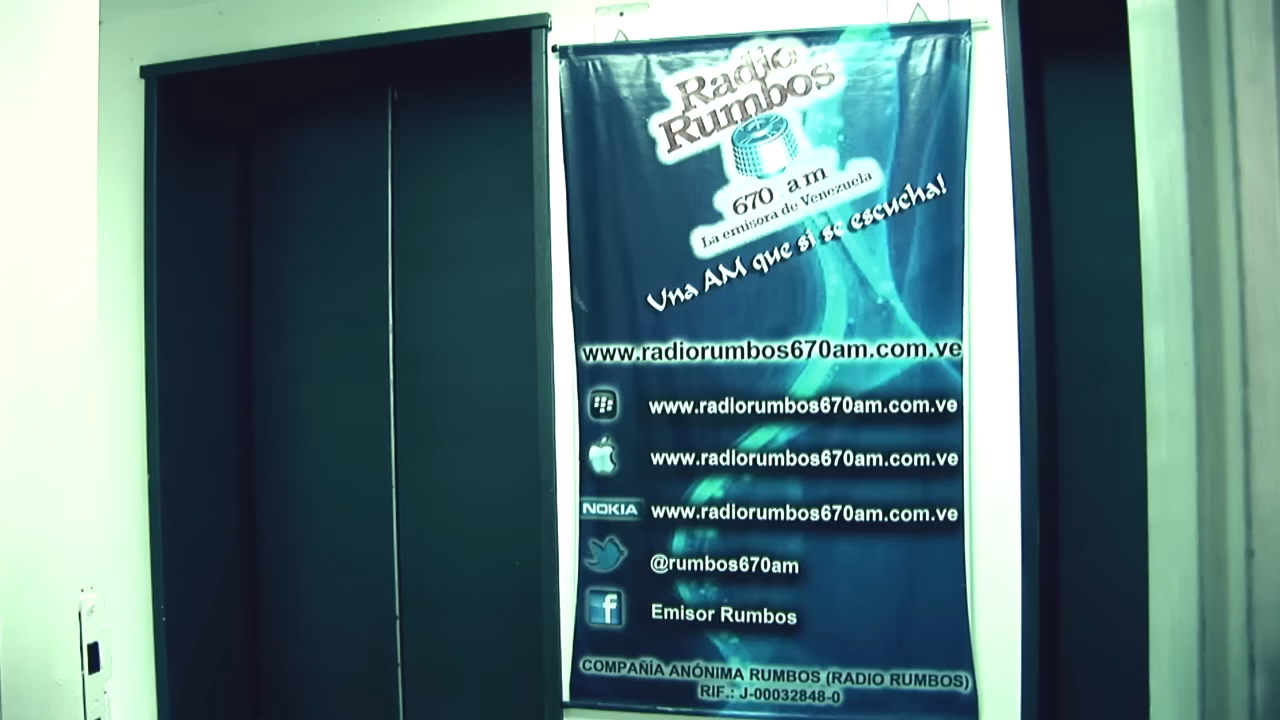 Radio
Rumbos
670 am
La emisora de Venezuela
Una AM que si se escucha!
www.radiorumbos670am.com.ve
www.radiorumbos670am.com.ve
www.radiorumbos670am.com.ve
NOKIA www.radiorumbos670am.com.ve
@rumbos670am
f Emisor Rumbos
COMPAÑÍA ANÓNIMA RUMBOS (RADIO RUMBOS)
RIF.: J-00032848-0